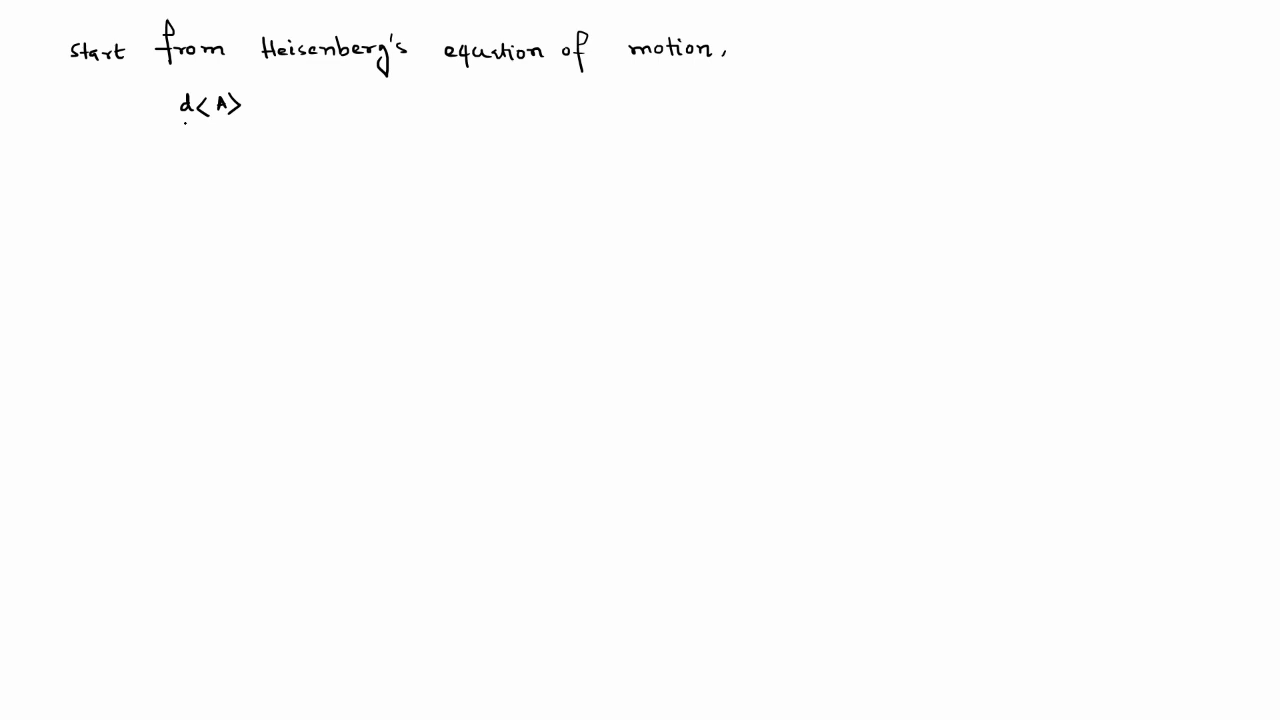 Start from Heisenberg's equation of motion,
d<A>